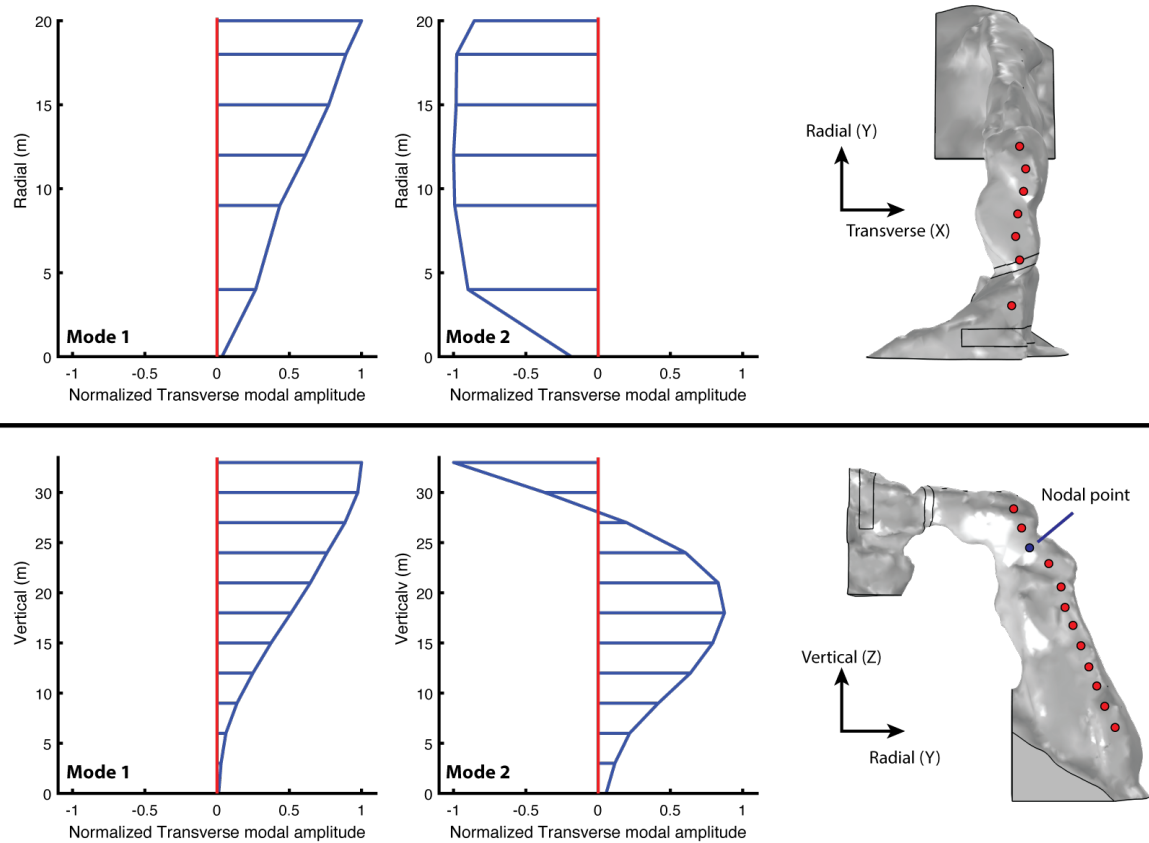 20
15
10
5
0
Radial (m)
Mode 1
-1
-0.5
0
0.5
1
Normalized Transverse modal amplitude
20
15
10
5
0
Radial (m)
Mode 2
-1
-0.5
0
0.5
1
Normalized Transverse modal amplitude
Radial (Y)
Transverse (X)
30
25
20
15
10
5
0
Vertical (m)
Mode 1
-1
-0.5
0
0.5
1
Normalized Transverse modal amplitude
30
25
20
15
10
5
0
Verticalv (m)
Mode 2
-1
-0.5
0
0.5
1
Normalized Transverse modal amplitude
Nodal point
Vertical (Z)
Radial (Y)